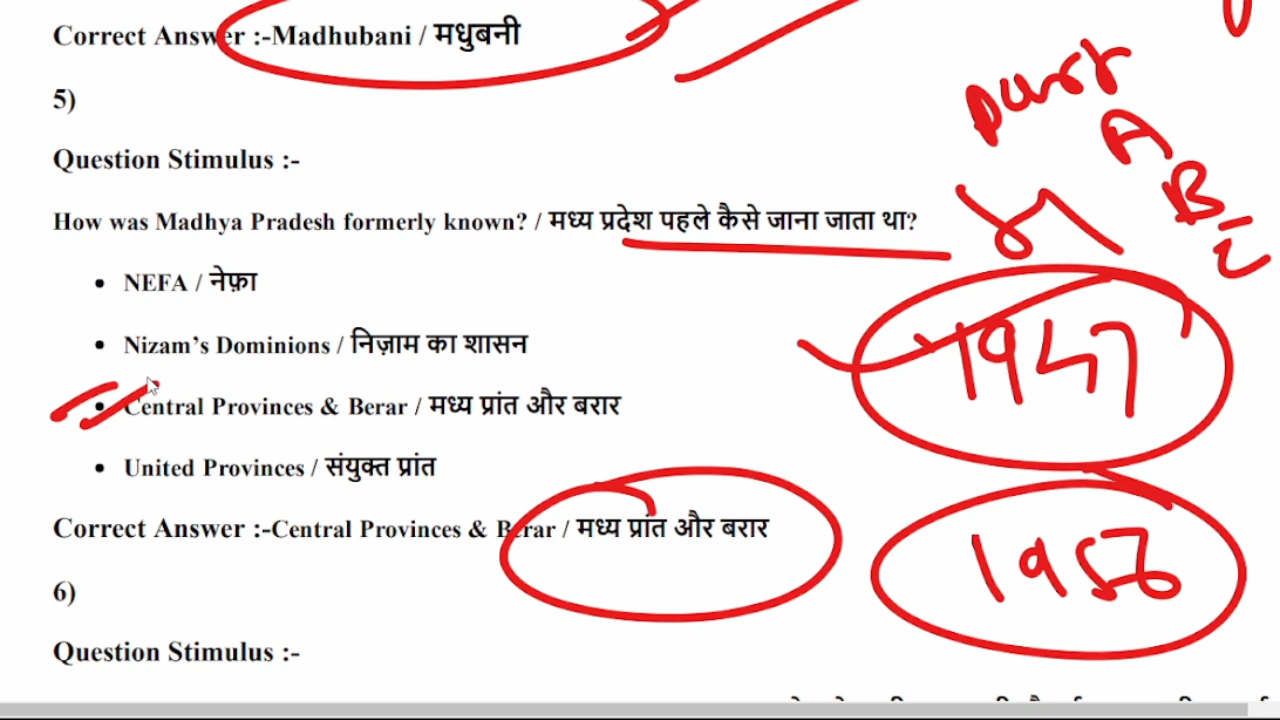 Correct Answer :-Madhubani / मधुबनी
5)
Question Stimulus :-
How was Madhya Pradesh formerly known? / मध्य प्रदेश पहले कैसे जाना जाता था?
• NEFA / नेफ़ा
• Nizam’s Dominions / निज़ाम का शासन
• Central Provinces & Berar / मध्य प्रांत और बरार
• United Provinces / संयुक्त प्रांत
Correct Answer :-Central Provinces & Berar / मध्य प्रांत और बरार
6)
Question Stimulus :-
part
A
B
C
1947
1956